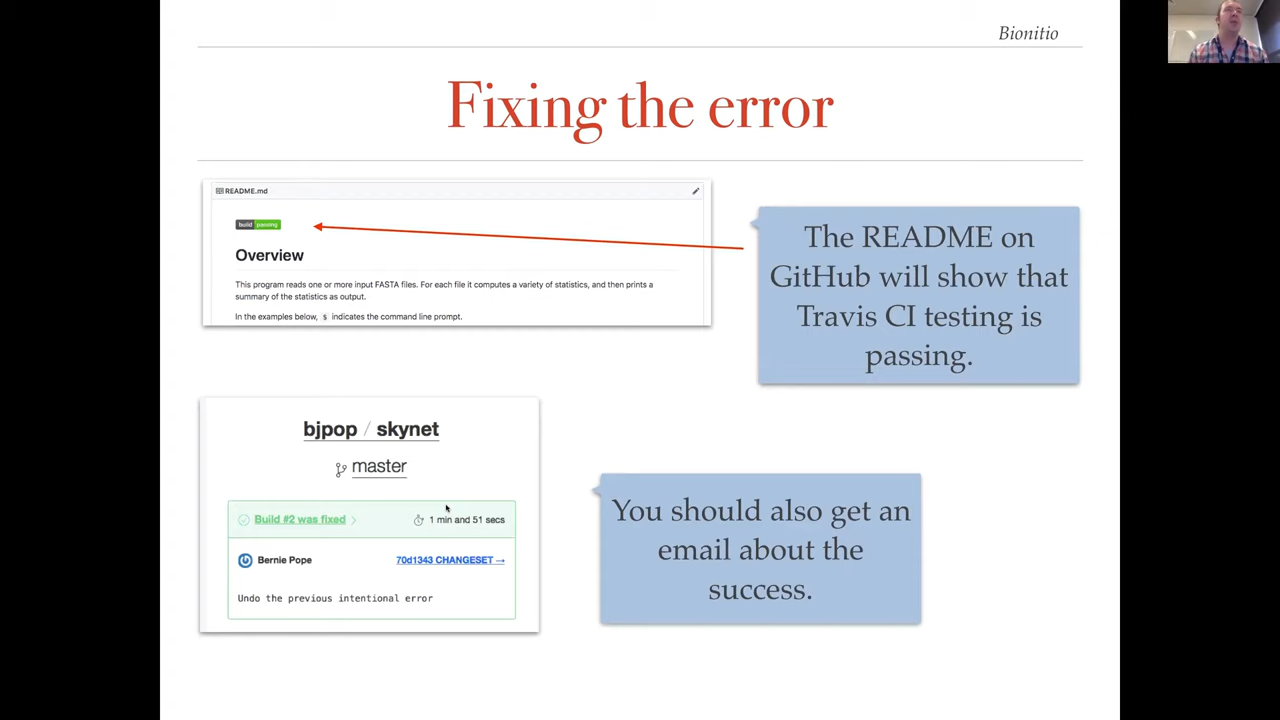 Bionitio
Fixing the error
README.md
build passing
Overview
This program reads one or more input FASTA files. For each file it computes a variety of statistics, and then prints a
summary of the statistics as output.
In the examples below, $ indicates the command line prompt.
The README on
GitHub will show that
Travis CI testing is
passing.
bjpop / skynet
master
Build #2 was fixed
1 min and 51 secs
Bernie Pope
70d1343 CHANGESET →
Undo the previous intentional error
You should also get an
email about the
success.